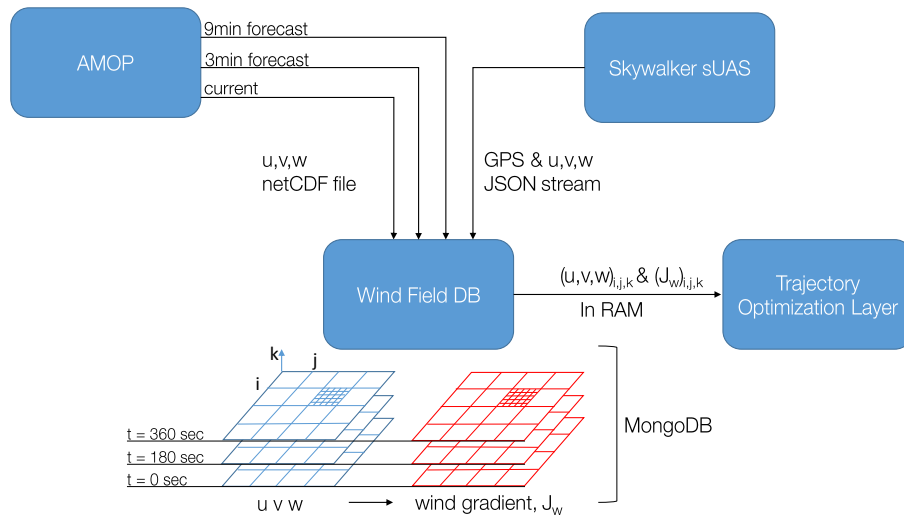 AMOP
9min forecast
3min forecast
current
Skywalker sUAS
u,v,w
netCDF file
GPS & u,v,w
JSON stream
Wind Field DB
(u,v,w)i,j,k & (Jw)i,j,k
In RAM
Trajectory
Optimization Layer
k
j
i
t = 360 sec
t = 180 sec
t = 0 sec
MongoDB
u v w
wind gradient, Jw